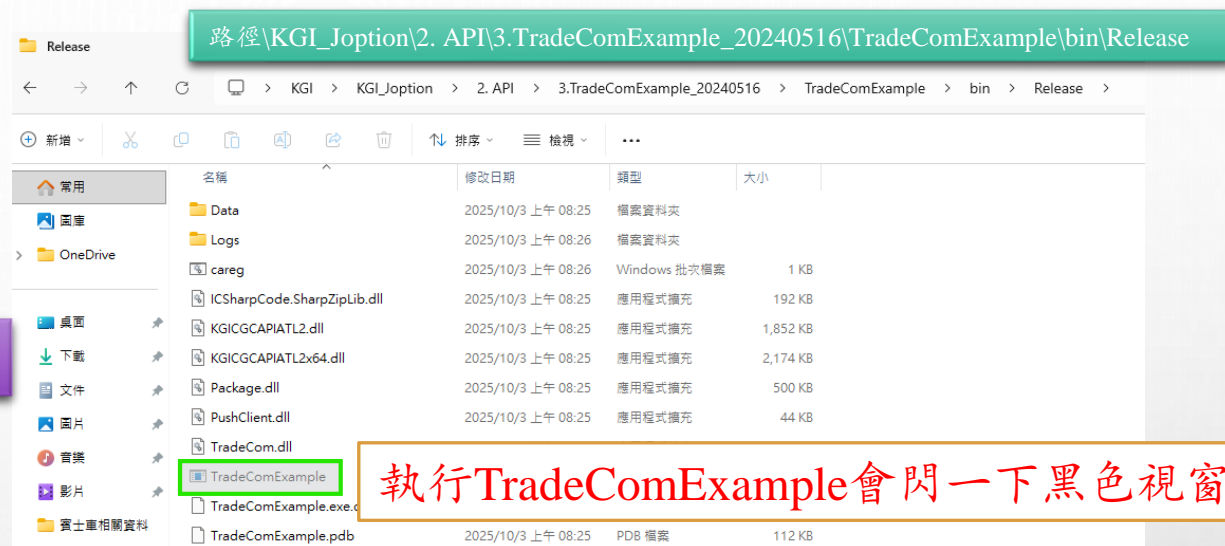 路徑\KGI_Joption\2. API\3.TradeComExample_20240516\TradeComExample\bin\Release
Release
KGI > KGI_Joption > 2. API > 3.TradeComExample_20240516 > TradeComExample > bin > Release >
新增 排序 檢視 ...
名稱 修改日期 類型 大小
常用
圖庫
OneDrive
桌面
下載
文件
圖片
音樂
影片
賓士車相關資料
Data 2025/10/3 上午 08:25 檔案資料夾
Logs 2025/10/3 上午 08:26 檔案資料夾
careg 2025/10/3 上午 08:26 Windows 批次檔案 1 KB
ICSharpCode.SharpZipLib.dll 2025/10/3 上午 08:25 應用程式擴充 192 KB
KGICGCAPIATL2.dll 2025/10/3 上午 08:25 應用程式擴充 1,852 KB
KGICGCAPIATL2x64.dll 2025/10/3 上午 08:25 應用程式擴充 2,174 KB
Package.dll 2025/10/3 上午 08:25 應用程式擴充 500 KB
PushClient.dll 2025/10/3 上午 08:25 應用程式擴充 44 KB
TradeCom.dll
TradeComExample
執行TradeComExample會閃一下黑色視窗
TradeComExample.exe.c
TradeComExample.pdb 2025/10/3 上午 08:25 PDB 檔案 112 KB